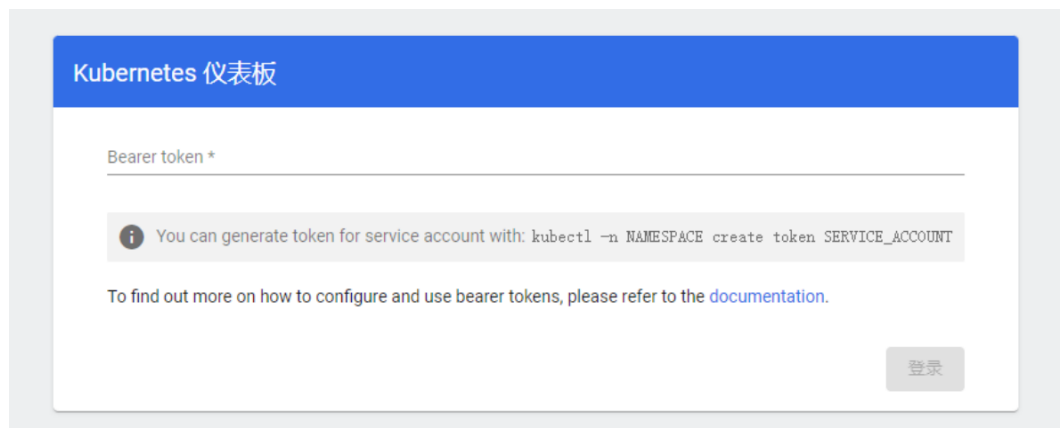 Kubernetes 仪表板
Bearer token *
You can generate token for service account with: kubectl -n NAMESPACE create token SERVICE_ACCOUNT
To find out more on how to configure and use bearer tokens, please refer to the documentation.
登录